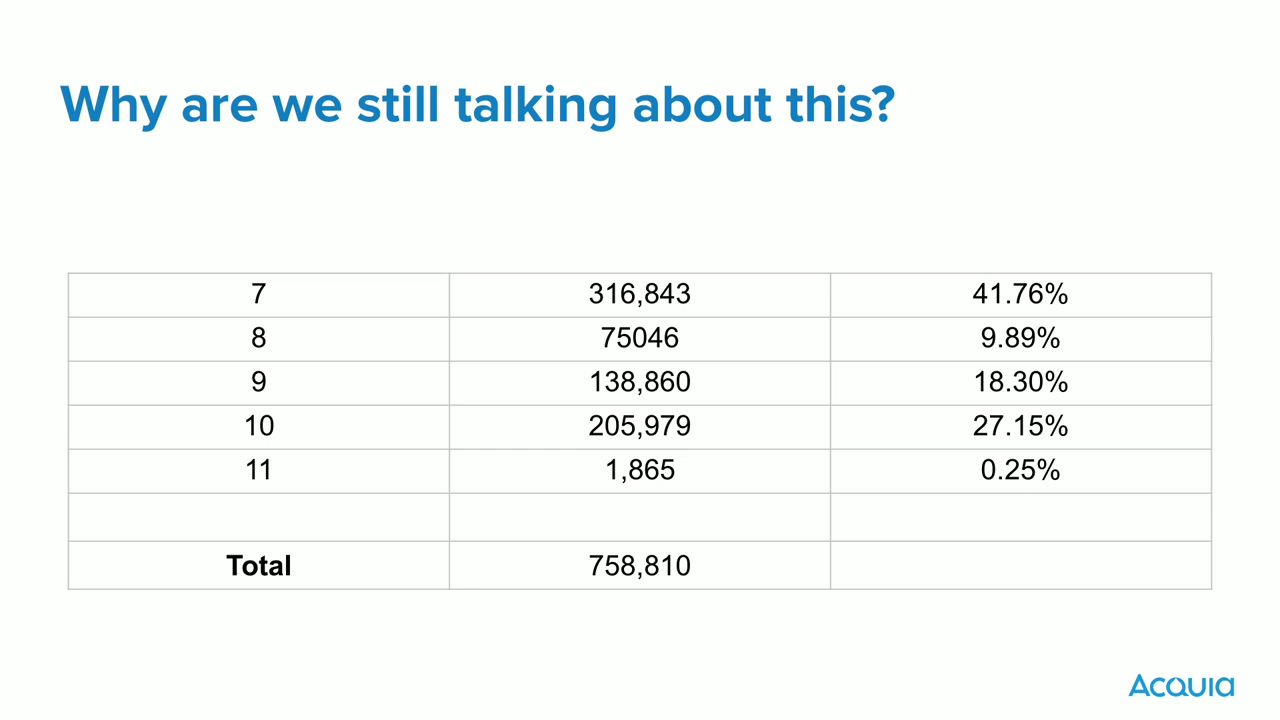 Why are we still talking about this?
7 316,843 41.76%
8 75046 9.89%
9 138,860 18.30%
10 205,979 27.15%
11 1,865 0.25%
Total 758,810
Acquia